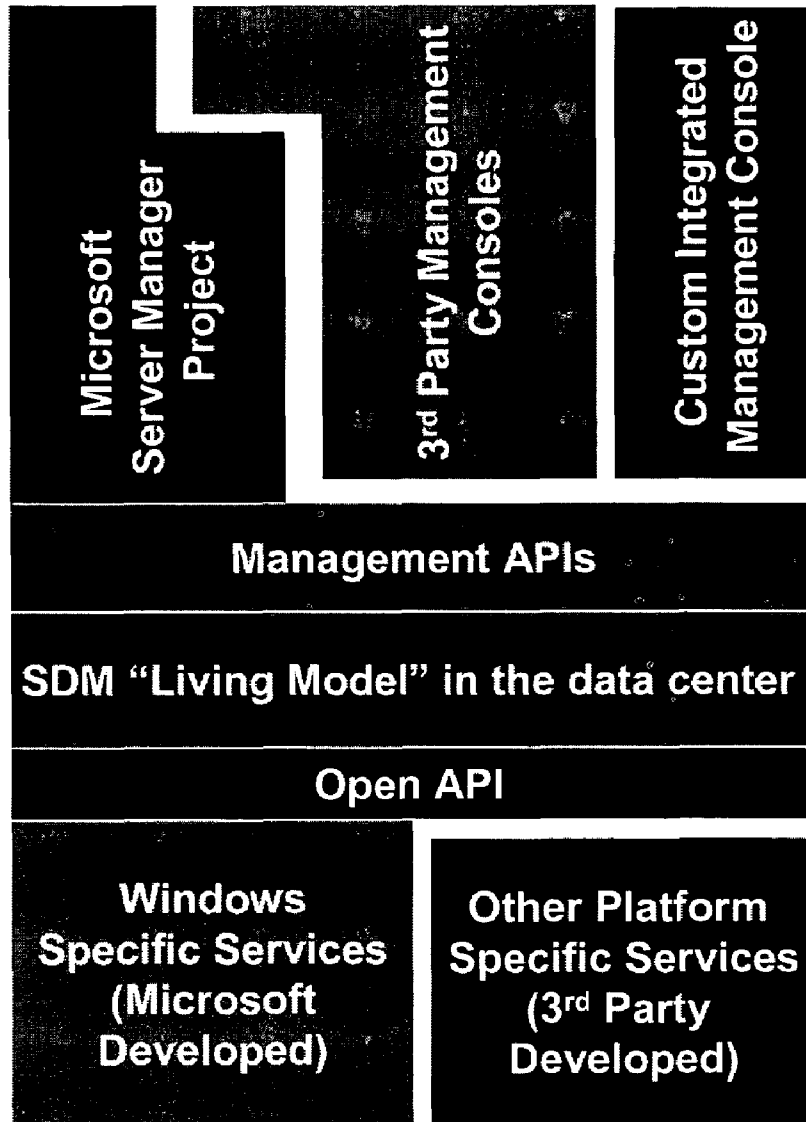 Microsoft
Server Manager
Project
3rd Party Management
Consoles
Custom Integrated
Management Console
Management APIs
SDM “Living Model” in the data center
Open API
Windows
Specific Services
(Microsoft
Developed)
Other Platform
Specific Services
(3rd Party
Developed)